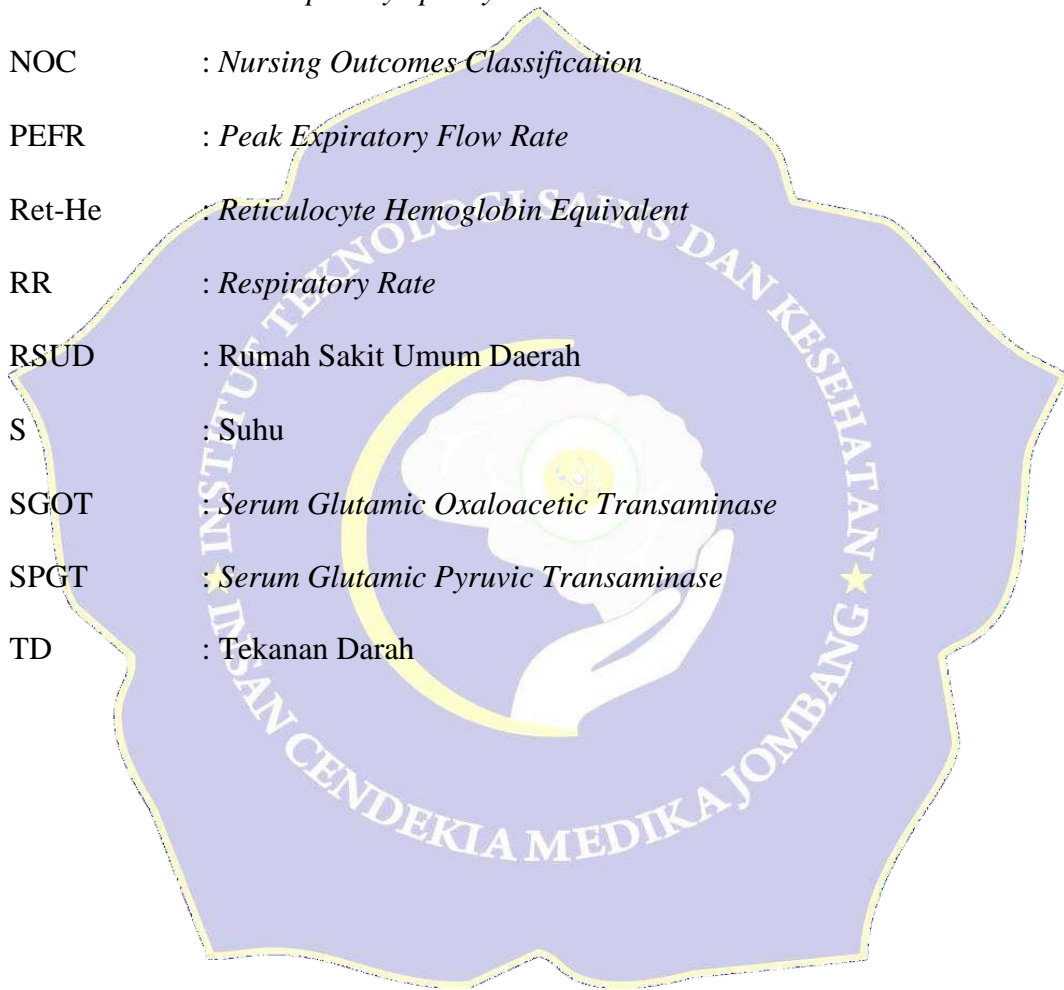 NOC : Nursing Outcomes Classification
PEFR : Peak Expiratory Flow Rate
Ret-He : Reticulocyte Hemoglobin Equivalent
RR : Respiratory Rate
RSUD : Rumah Sakit Umum Daerah
S : Suhu
SGOT : Serum Glutamic Oxaloacetic Transaminase
SPGT : Serum Glutamic Pyruvic Transaminase
TD : Tekanan Darah
INSTITUT TEKNOLOGI SAINS DAN KESEHATAN
INSAN CENDEKIA MEDIKA JOMBANG